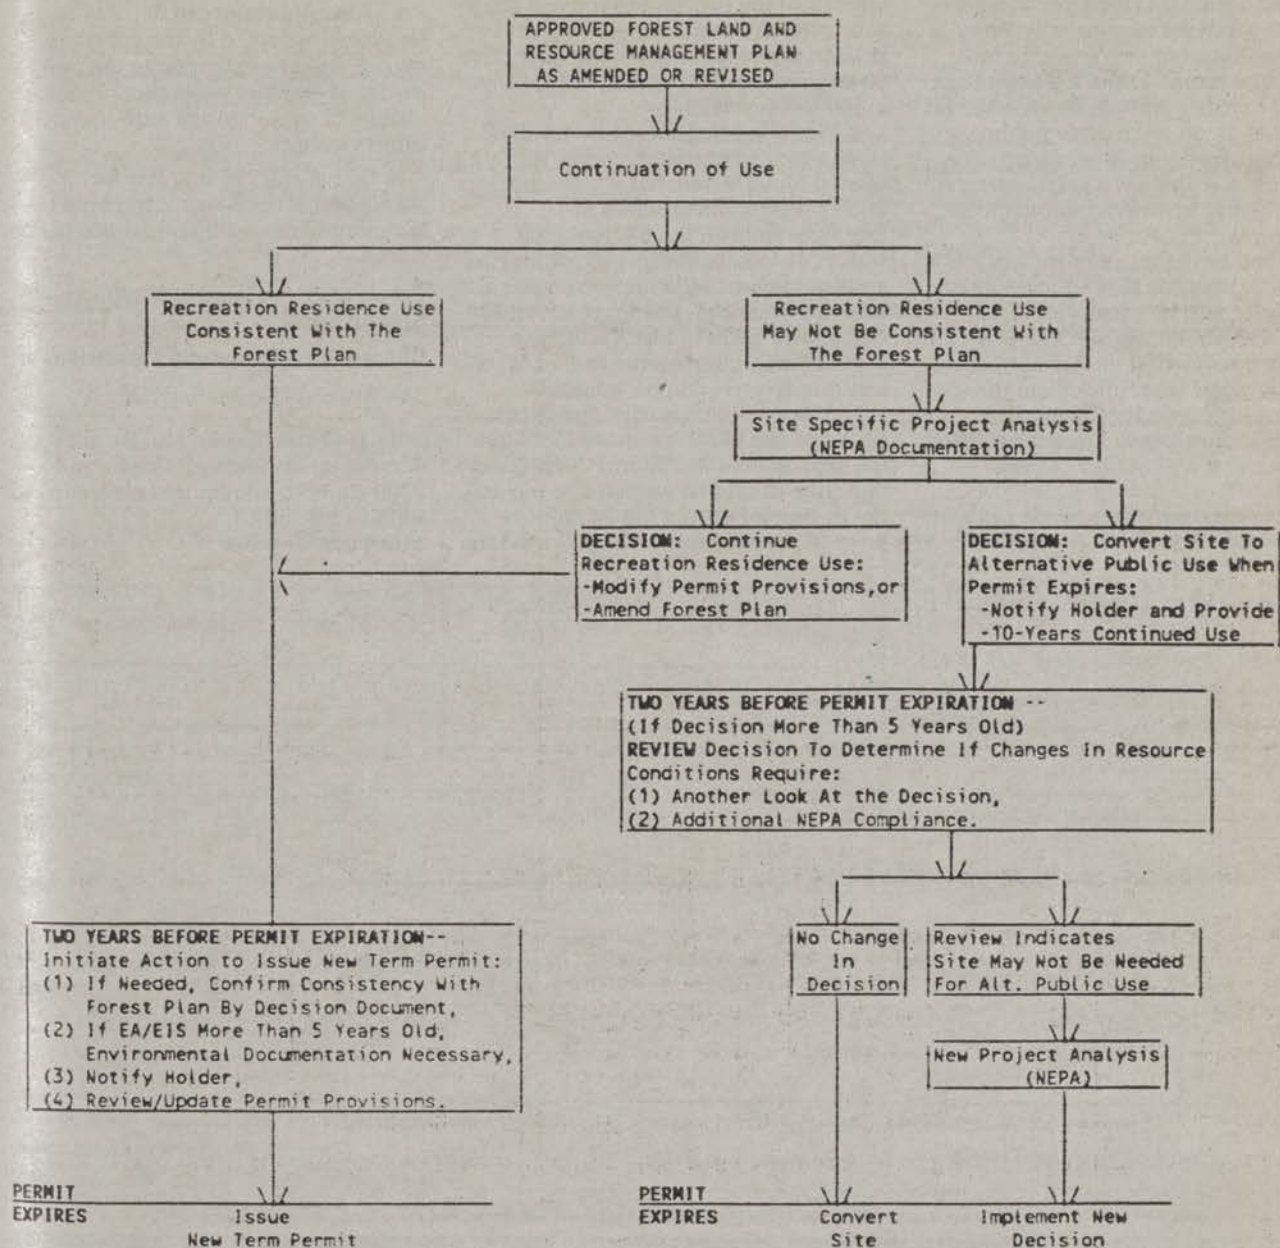 APPROVED FOREST LAND AND
RESOURCE MANAGEMENT PLAN
AS AMENDED OR REVISED
Continuation of Use
Recreation Residence Use
Consistent With The
Forest Plan
Recreation Residence Use
May Not Be Consistent With
The Forest Plan
Site Specific Project Analysis
(NEPA Documentation)
DECISION: Continue
Recreation Residence Use:
-Modify Permit Provisions,or
-Amend Forest Plan
DECISION: Convert Site To
Alternative Public Use When
Permit Expires:
-Notify Holder and Provide
-10-Years Continued Use
TWO YEARS BEFORE PERMIT EXPIRATION --
(If Decision More Than 5 Years Old)
REVIEW Decision To Determine If Changes In Resource
Conditions Require:
(1) Another Look At the Decision,
(2) Additional NEPA Compliance.
TWO YEARS BEFORE PERMIT EXPIRATION--
Initiate Action to Issue New Term Permit:
(1) If Needed, Confirm Consistency With
Forest Plan By Decision Document,
(2) If EA/EIS More Than 5 Years Old,
Environmental Documentation Necessary,
(3) Notify Holder,
(4) Review/Update Permit Provisions.
No Change
In
Decision
Review Indicates
Site May Not Be Needed
For Alt. Public Use
New Project Analysis
(NEPA)
PERMIT
EXPIRES
Issue
New Term Permit
PERMIT
EXPIRES
Convert
Site
Implement New
Decision